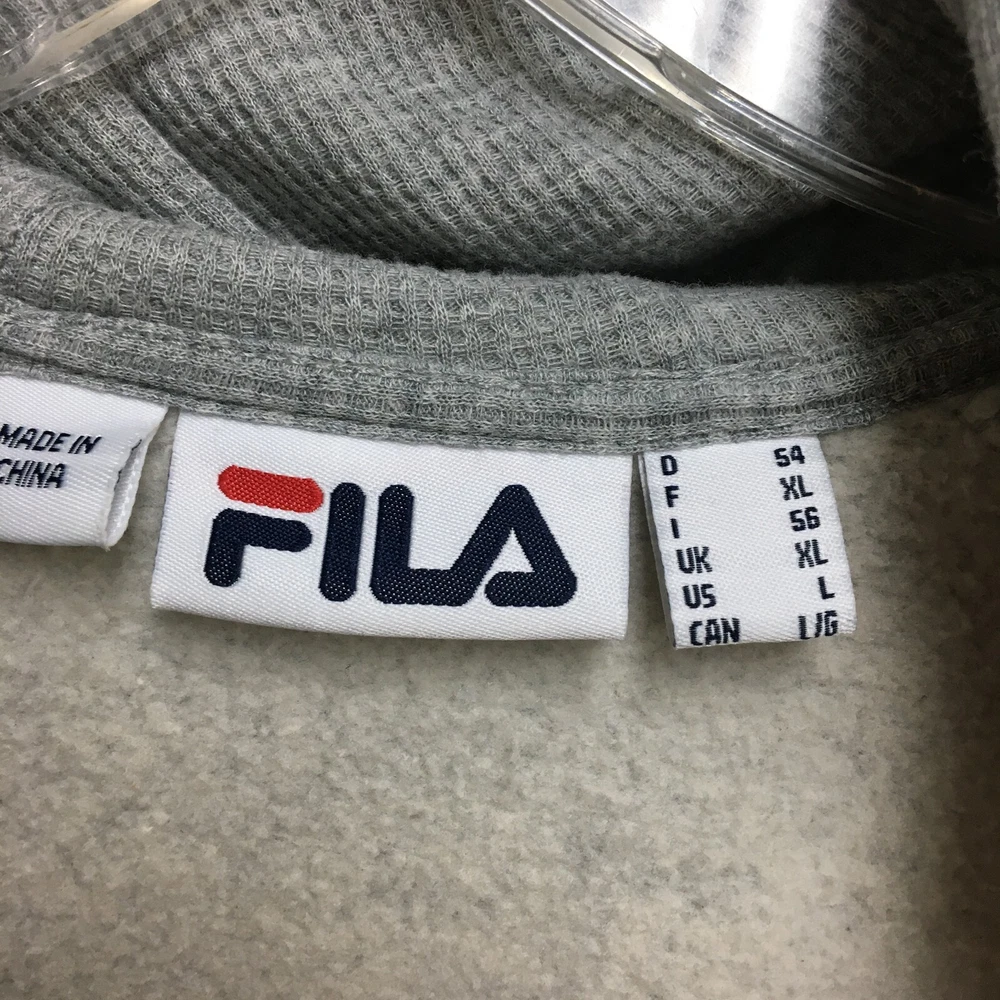 MADE IN
CHINA
FILA
D 54
F XL
I 56
UK XL
US L
CAN L/G